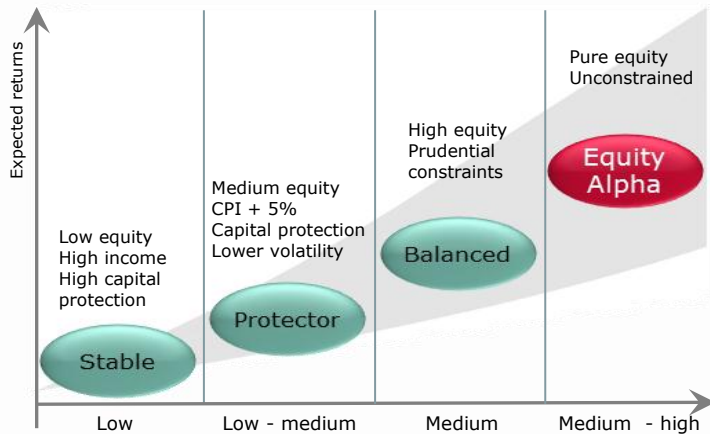 Expected returns
Pure equity
Unconstrained
Equity
Alpha
High equity
Prudential
constraints
Balanced
Medium equity
CPI + 5%
Capital protection
Lower volatility
Protector
Low equity
High income
High capital
protection
Stable
Low
Low - medium
Medium
Medium - high